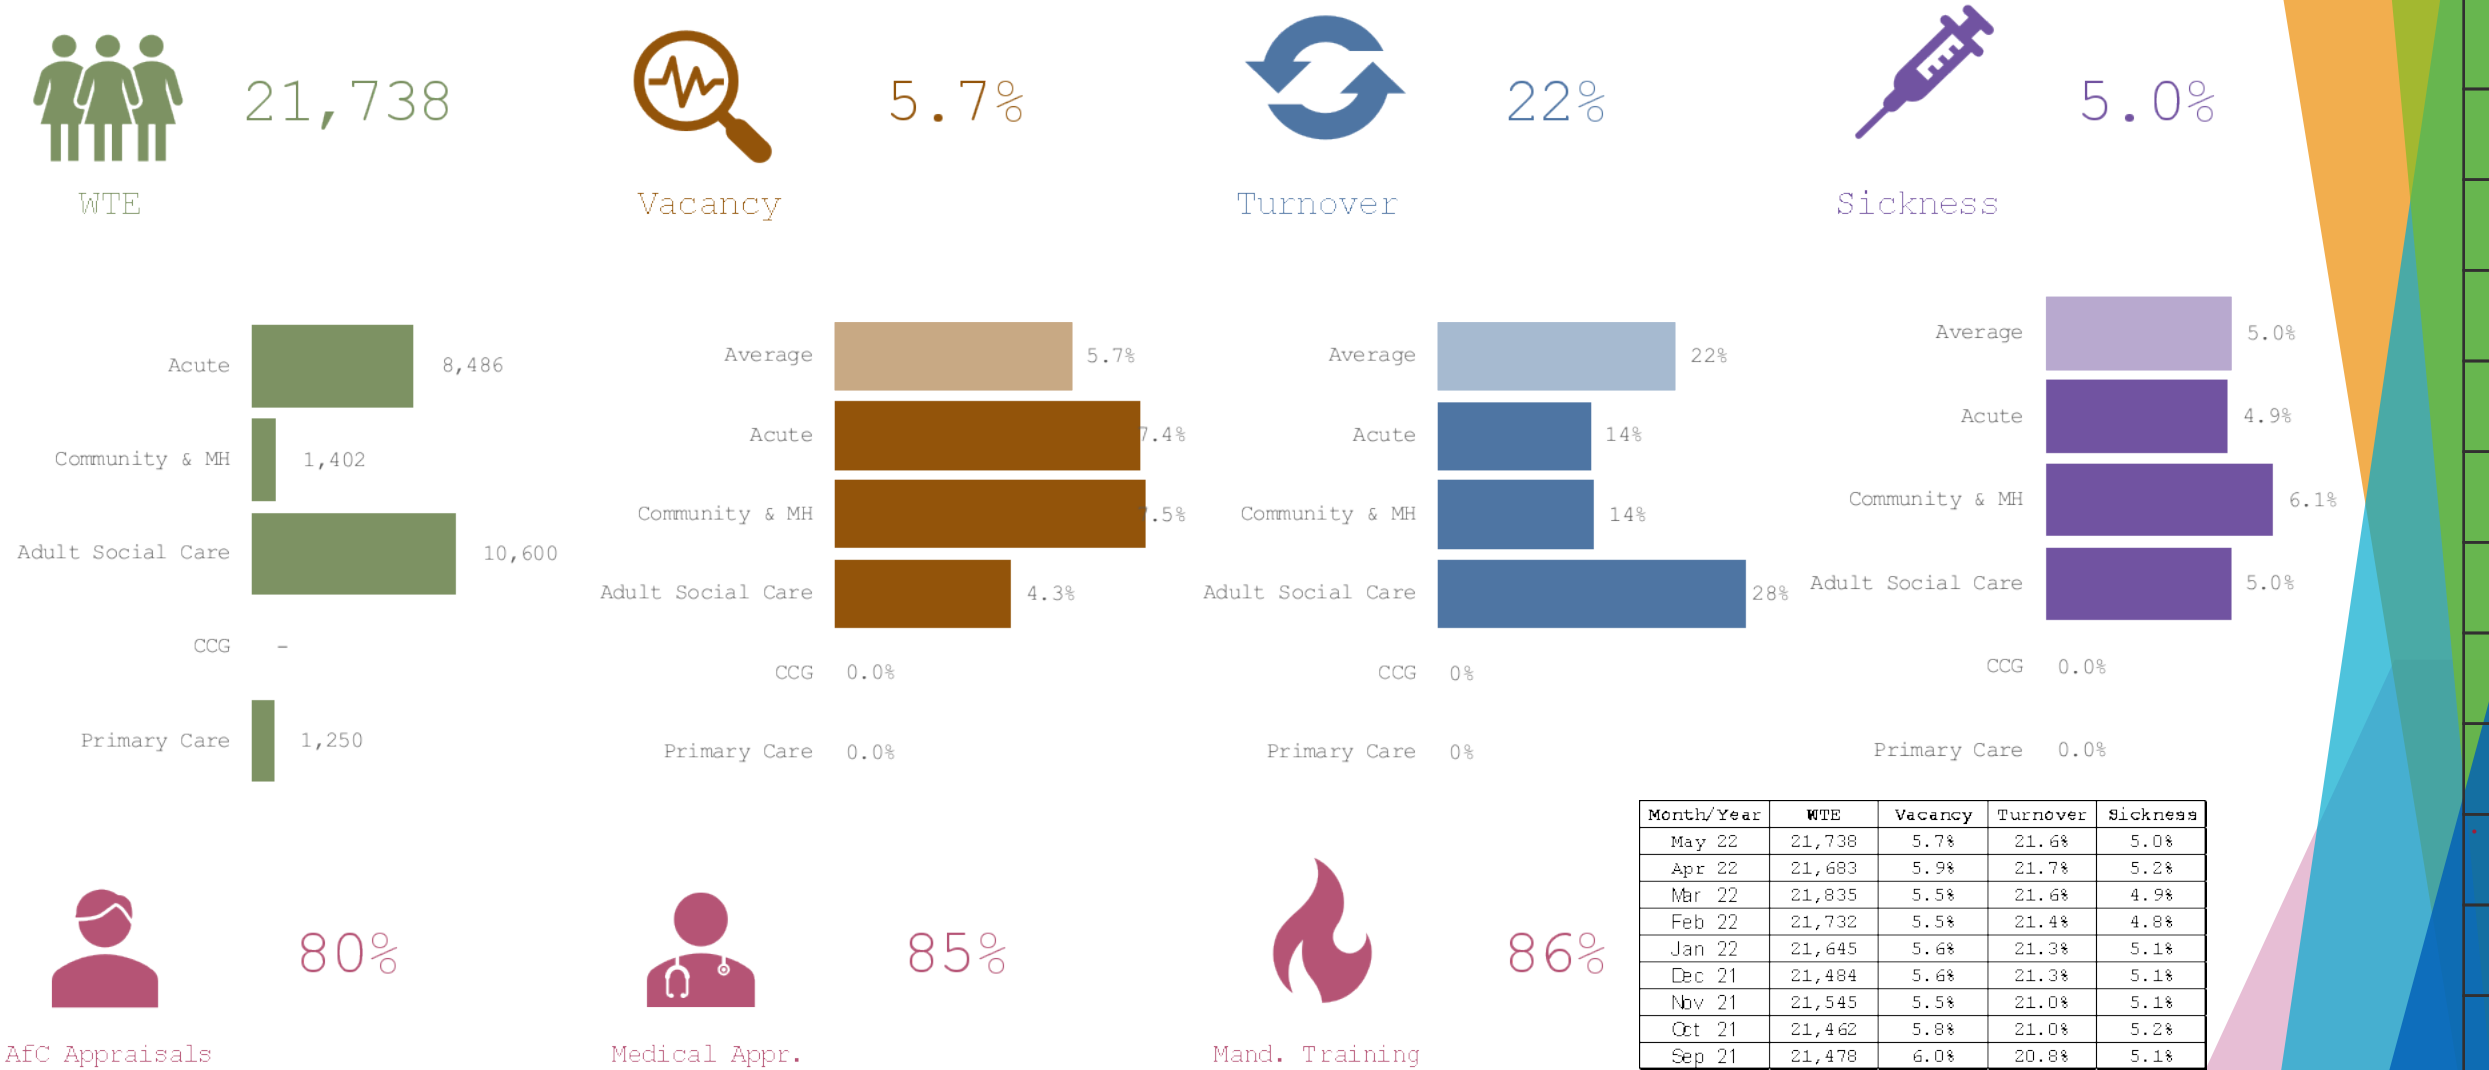 21,738
WTE
5.7%
Vacancy
22%
Turnover
5.0%
Sickness
Acute 8,486
Community & MH 1,402
Adult Social Care 10,600
CCG -
Primary Care 1,250
Average 5.7%
Acute 7.4%
Community & MH .5%
Adult Social Care 4.3%
CCG 0.0%
Primary Care 0.0%
Average 22%
Acute 14%
Community & MH 14%
Adult Social Care 28%
CCG 0%
Primary Care 0%
Average 5.0%
Acute 4.9%
Community & MH 6.1%
Adult Social Care 5.0%
CCG 0.0%
Primary Care 0.0%
80%
AfC Appraisals
85%
Medical Appr.
86%
Mand. Training
Month/Year WTE Vacancy Turnover Sickness
May 22 21,738 5.7% 21.6% 5.0%
Apr 22 21,683 5.9% 21.7% 5.2%
Mar 22 21,835 5.5% 21.6% 4.9%
Feb 22 21,732 5.5% 21.4% 4.8%
Jan 22 21,645 5.6% 21.3% 5.1%
Dec 21 21,484 5.6% 21.3% 5.1%
Nov 21 21,545 5.5% 21.0% 5.1%
Oct 21 21,462 5.8% 21.0% 5.2%
Sep 21 21,478 6.0% 20.8% 5.1%